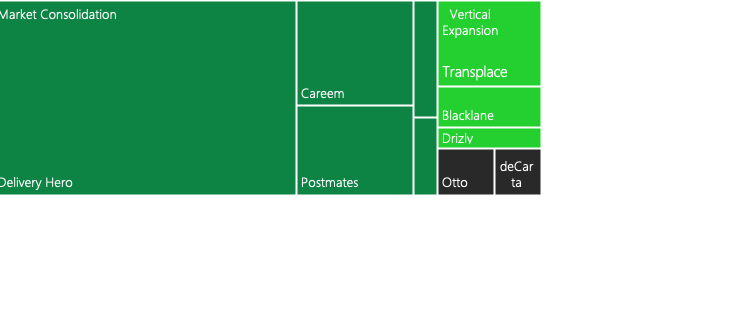 Market Consolidation
Delivery Hero
Careem
Postmates
Vertical
Expansion
Transplace
Blacklane
Drizly
Otto
deCar
ta